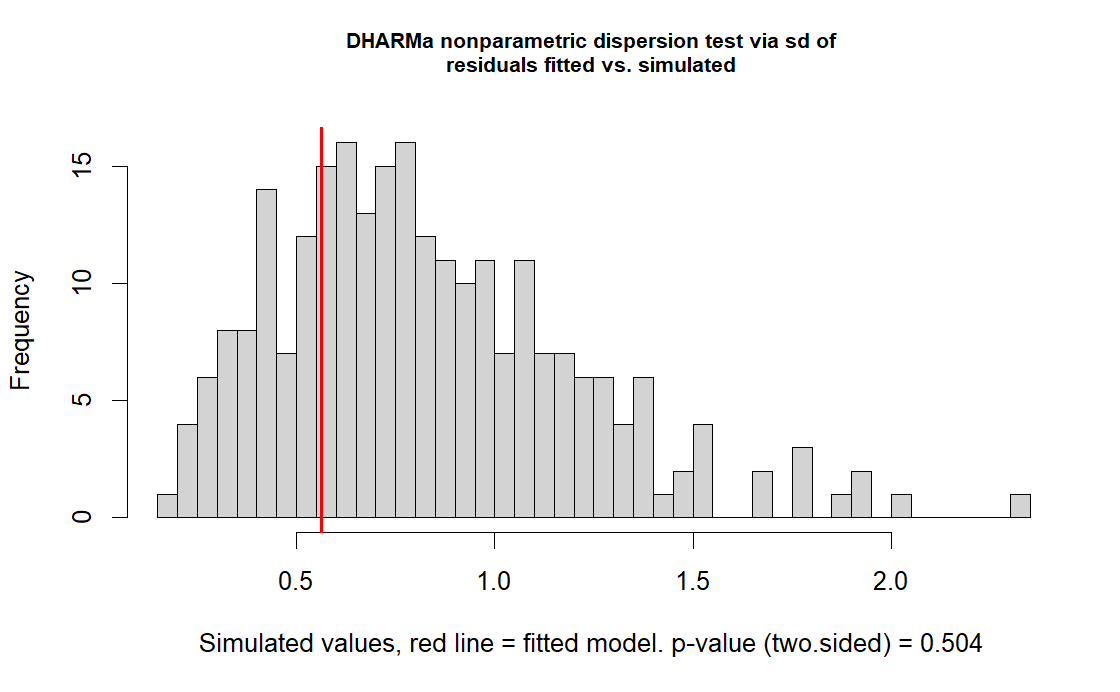 DHARMa nonparametric dispersion test via sd of
residuals fitted vs. simulated
Frequency
15
10
5
0
0.5 1.0 1.5 2.0
Simulated values, red line = fitted model. p-value (two.sided) = 0.504